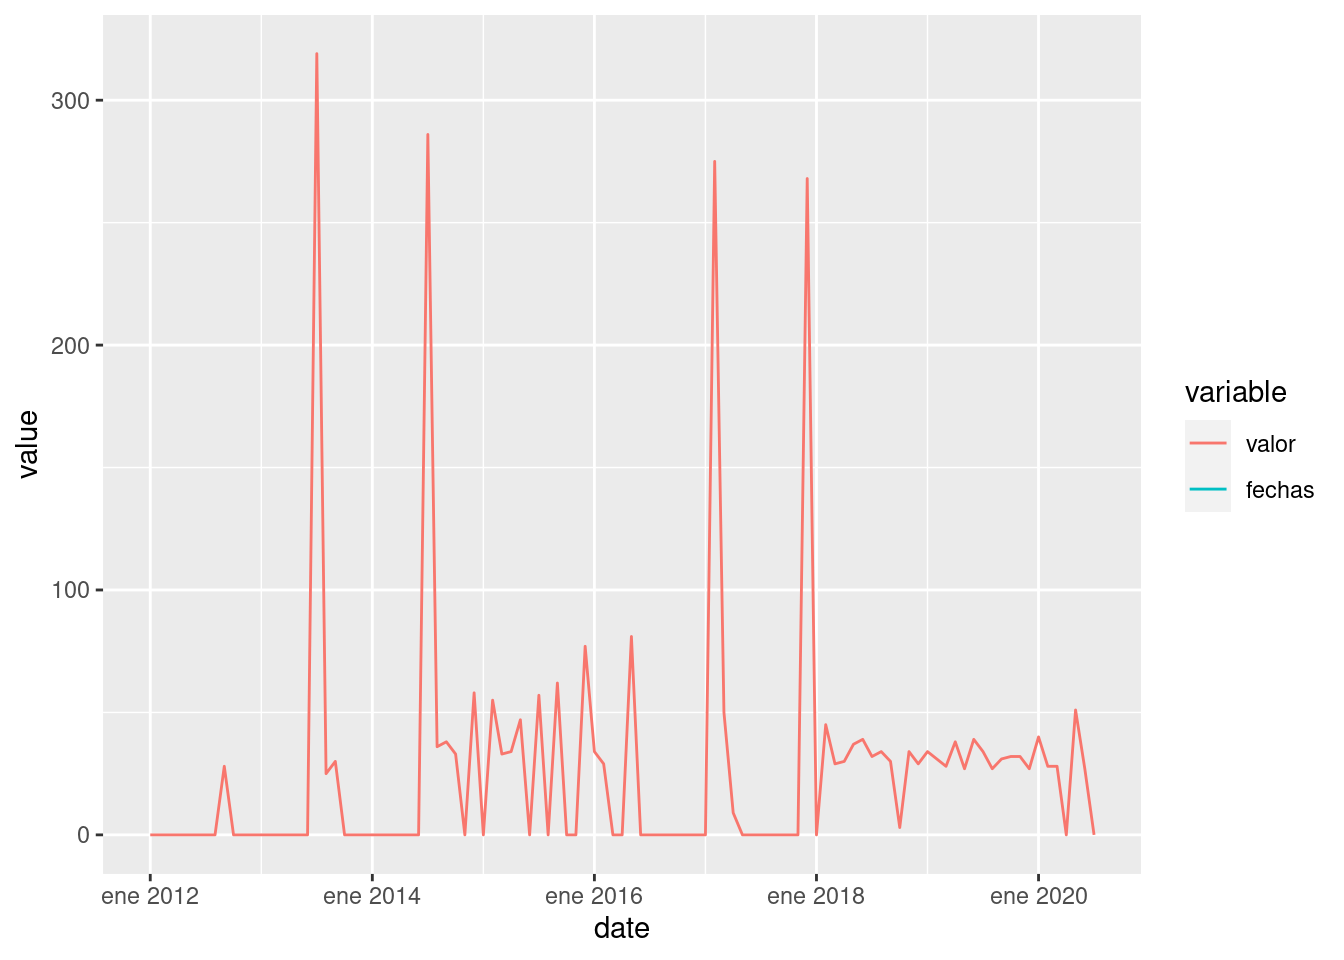 300
200
100
0
value
ene 2012
ene 2014
ene 2016
ene 2018
ene 2020
date
variable
valor
fechas